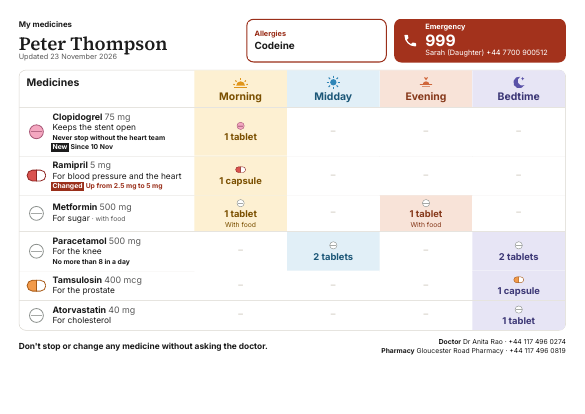 My medicines
Peter Thompson
Updated 23 November 2026
Allergies
Codeine
Emergency
999
Sarah (Daughter) +44 7700 900512
Medicines
Morning
Midday
Evening
Bedtime
Clopidogrel 75 mg
Keeps the stent open
Never stop without the heart team
New Since 10 Nov
1 tablet
–
–
–
Ramipril 5 mg
For blood pressure and the heart
Changed Up from 2.5 mg to 5 mg
1 capsule
–
–
–
Metformin 500 mg
For sugar · with food
1 tablet
With food
–
1 tablet
With food
–
Paracetamol 500 mg
For the knee
No more than 8 in a day
–
2 tablets
–
2 tablets
Tamsulosin 400 mcg
For the prostate
–
–
–
1 capsule
Atorvastatin 40 mg
For cholesterol
–
–
–
1 tablet
Don't stop or change any medicine without asking the doctor.
Doctor Dr Anita Rao · +44 117 496 0274
Pharmacy Gloucester Road Pharmacy · +44 117 496 0819